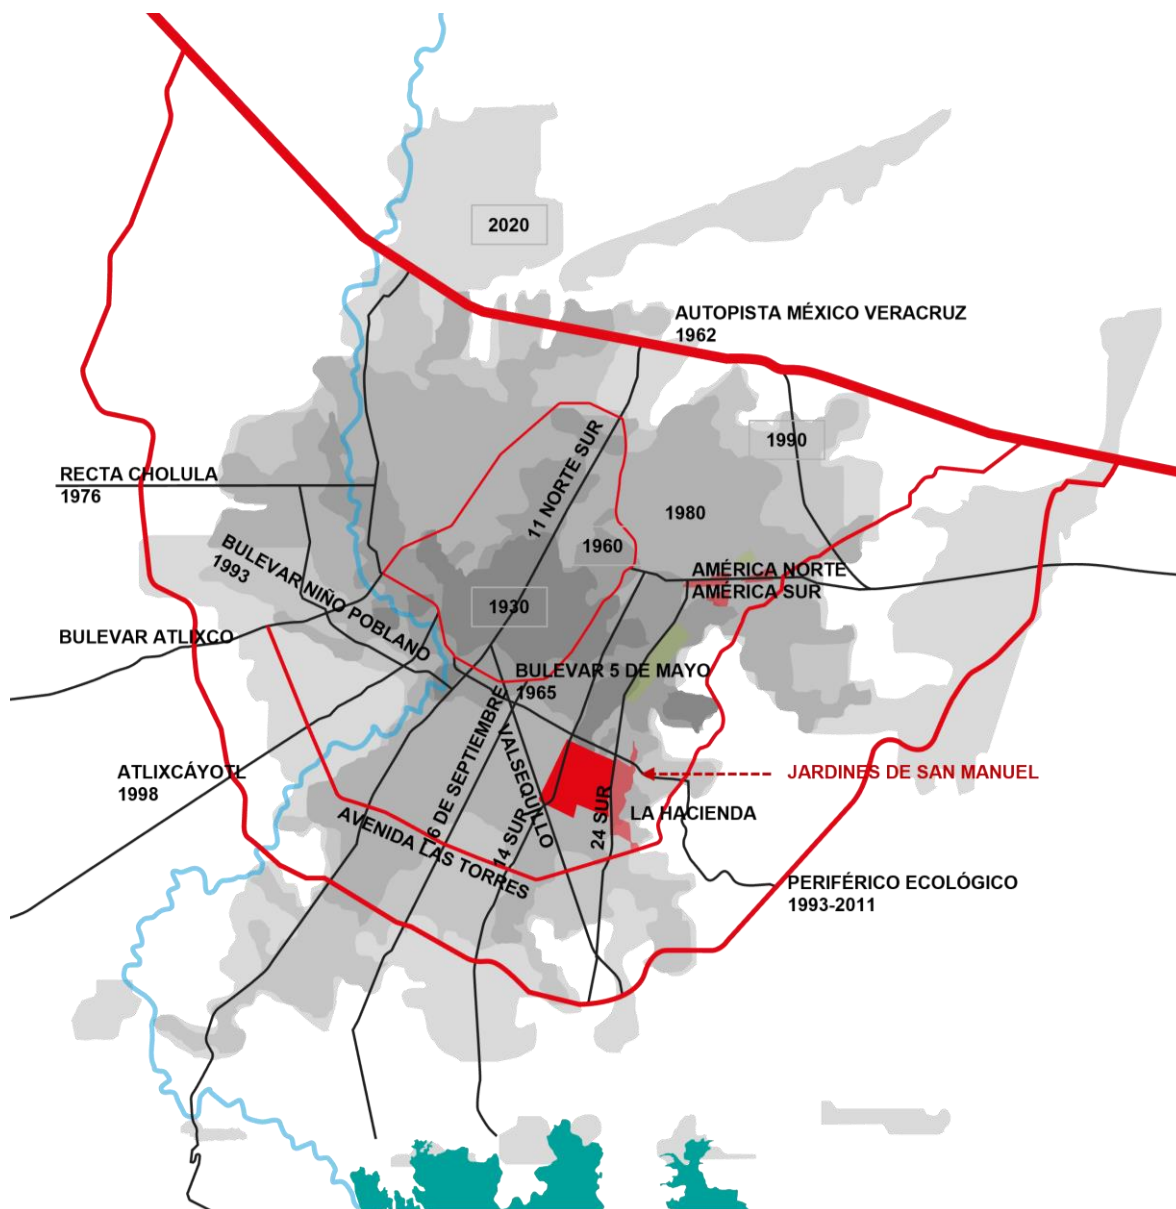 2020
AUTOPISTA MÉXICO VERACRUZ
1962
1990
11 NORTE SUR
RECTA CHOLULA
1976
1980
1960
BULEVAR NIÑO POBLANO
1993
AMÉRICA NORTE
AMÉRICA SUR
1930
BULEVAR ATLIXCO
BULEVAR 5 DE MAYO
1965
16 DE SEPTIEMBRE
VALSEQUILLO
ATLIXCÁYOTL
1998
JARDINES DE SAN MANUEL
AVENIDA LAS TORRES
14 SUR
24 SUR
LA HACIENDA
PERIFÉRICO ECOLÓGICO
1993-2011